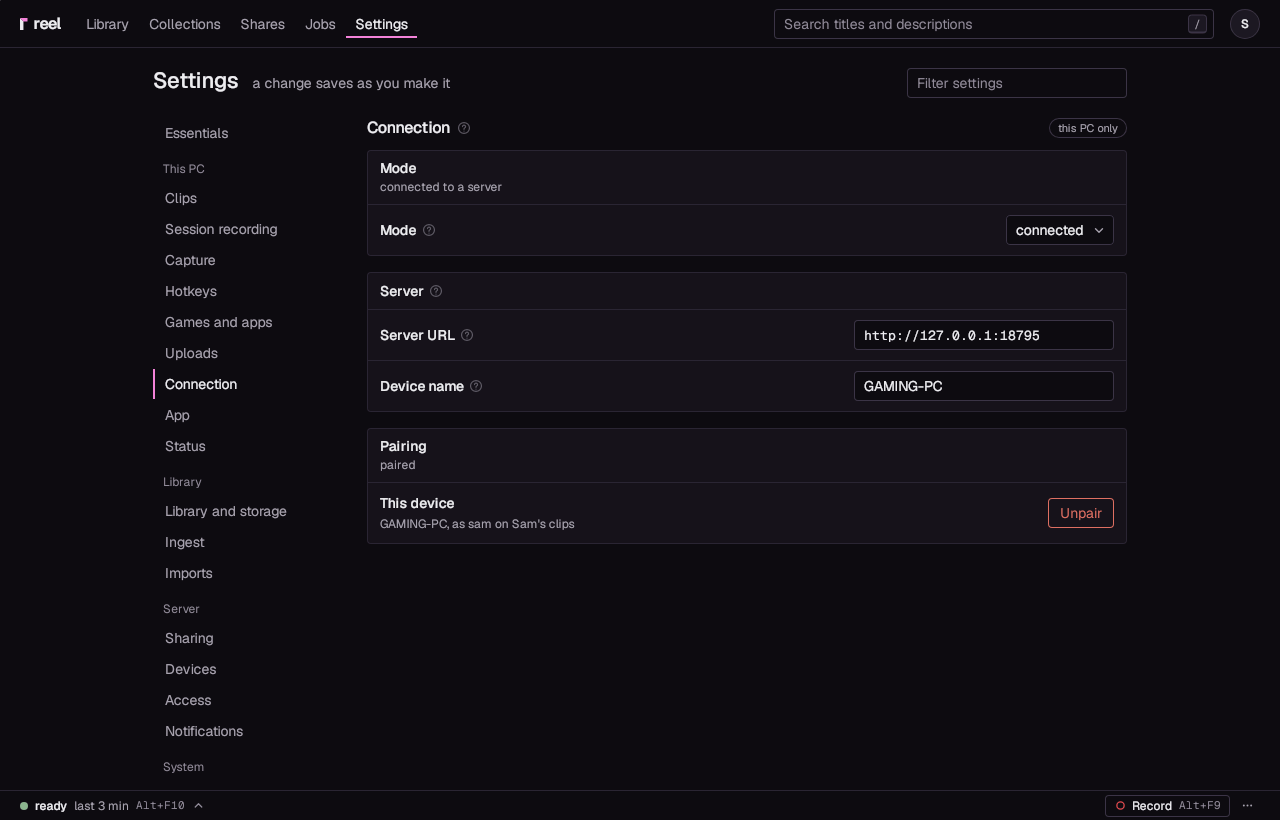 reel Library Collections Shares Jobs Settings Search titles and descriptions / S
Settings a change saves as you make it Filter settings
Essentials
This PC
Clips
Session recording
Capture
Hotkeys
Games and apps
Uploads
Connection
App
Status
Library
Library and storage
Ingest
Imports
Server
Sharing
Devices
Access
Notifications
System
Connection ? this PC only
Mode
connected to a server
Mode ? connected
Server ?
Server URL ? http://127.0.0.1:18795
Device name ? GAMING-PC
Pairing
paired
This device
GAMING-PC, as sam on Sam's clips
Unpair
ready last 3 min Alt+F10 Record Alt+F9 ···